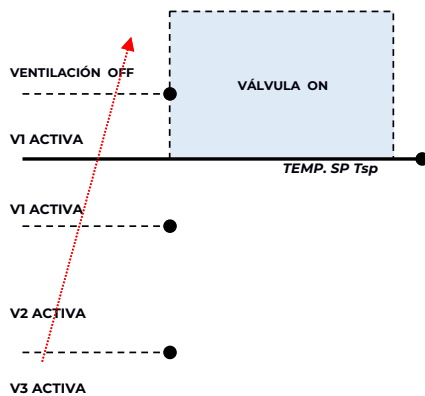 VENTILACIÓN OFF
VÁLVULA ON
V1 ACTIVA
TEMP. SP Tsp
V1 ACTIVA
V2 ACTIVA
V3 ACTIVA